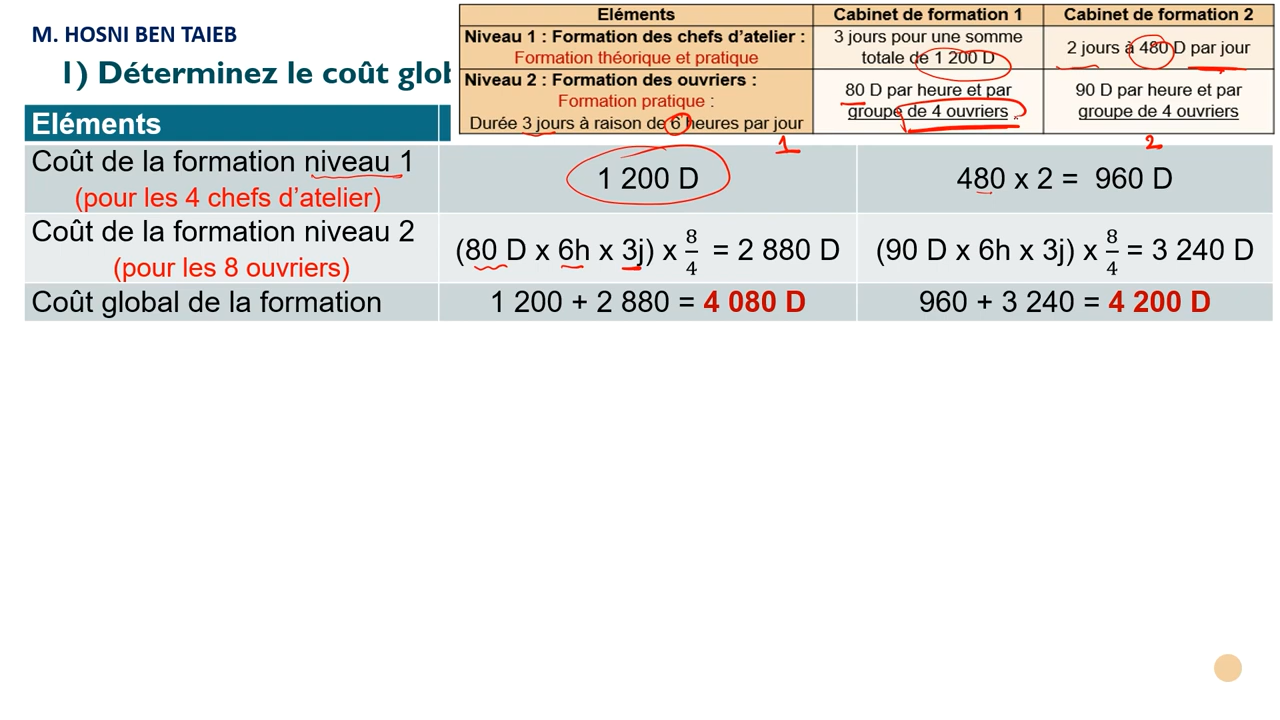 M. HOSNI BEN TAIEB
1) Déterminez le coût glob
Eléments Cabinet de formation 1 Cabinet de formation 2
Niveau 1 : Formation des chefs d'atelier : 3 jours pour une somme 2 jours à 480 D par jour
Formation théorique et pratique totale de 1 200 D
Niveau 2 : Formation des ouvriers : 80 D par heure et par 90 D par heure et par
Formation pratique : groupe de 4 ouvriers groupe de 4 ouvriers
Durée 3 jours à raison de 6 heures par jour
Eléments
1 2
Coût de la formation niveau 1 1 200 D 480 x 2 = 960 D
(pour les 4 chefs d'atelier)
Coût de la formation niveau 2 (80 D x 6h x 3j) x 8/4 = 2 880 D (90 D x 6h x 3j) x 8/4 = 3 240 D
(pour les 8 ouvriers)
Coût global de la formation 1 200 + 2 880 = 4 080 D 960 + 3 240 = 4 200 D